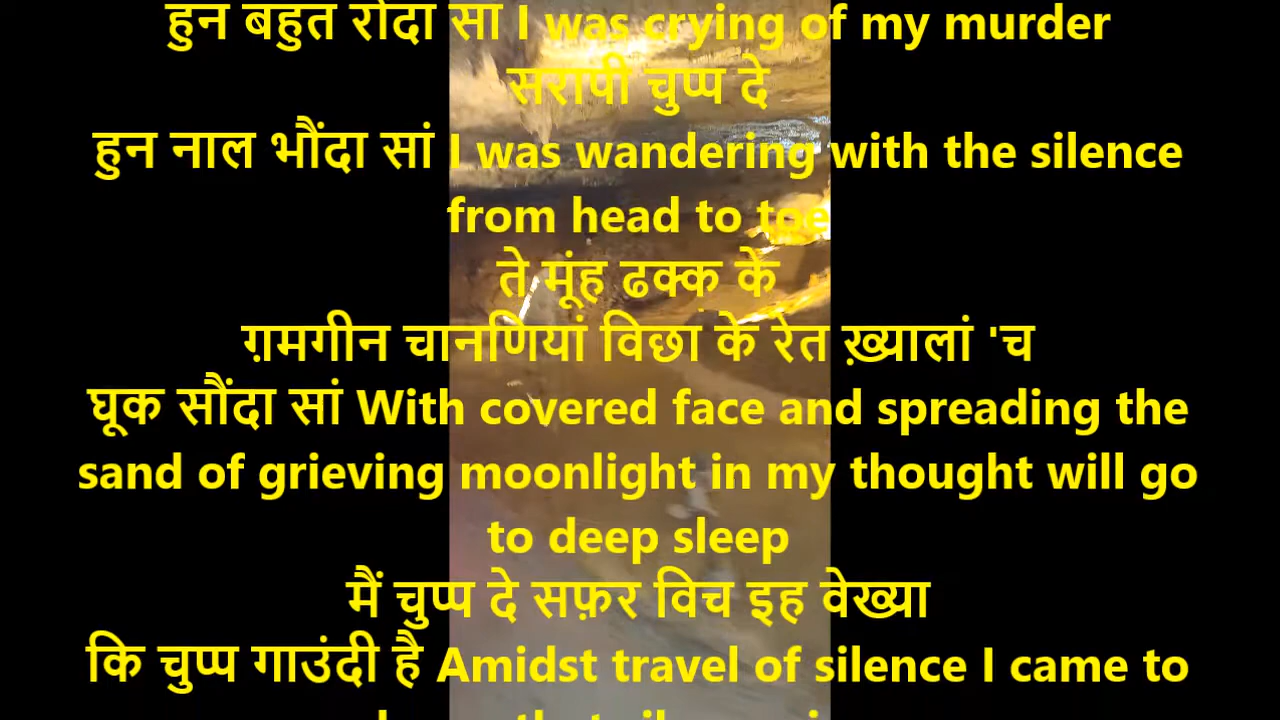 हुन बहुत रोंदा सां I was crying of my murder
सरापी चुप्प दे
हुन नाल भौंदा सां I was wandering with the silence
from head to toe
ते मूंह ढक्क के
ग़मगीन चानणियां विछा के रेत ख़्यालां 'च
घूक सौंदा सां With covered face and spreading the
sand of grieving moonlight in my thought will go
to deep sleep
मैं चुप्प दे सफ़र विच इह वेख्या
कि चुप्प गाउंदी है Amidst travel of silence I came to